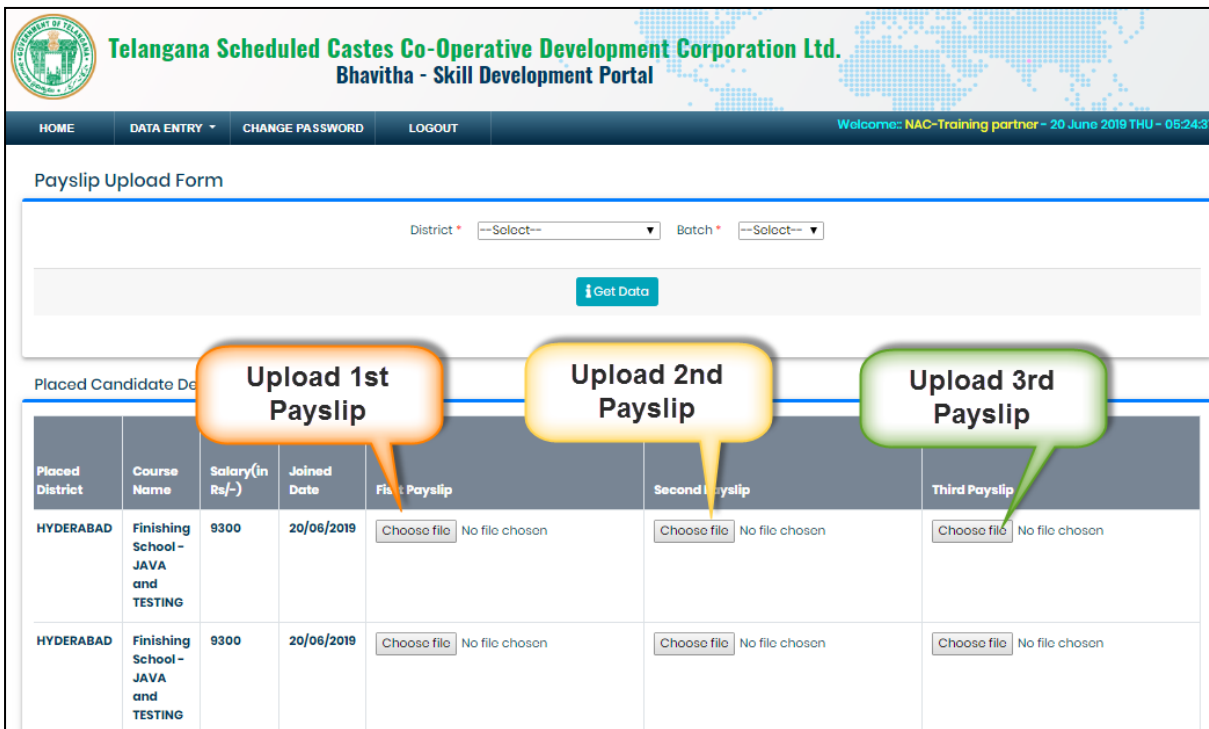 Telangana Scheduled Castes Co-Operative Development Corporation Ltd.
Bhavitha - Skill Development Portal
HOME DATA ENTRY CHANGE PASSWORD LOGOUT Welcome:: NAC-Training partner - 20 June 2019 THU - 05:24:3
Payslip Upload Form
District * --Select-- Batch * --Select--
Get Data
Upload 1st
Payslip
Upload 2nd
Payslip
Upload 3rd
Payslip
Placed Candidate De
Placed
District
Course
Name
Salary(in
Rs/-)
Joined
Date
Payslip
Second
Third Payslip
HYDERABAD Finishing 9300 20/06/2019 Choose file No file chosen Choose file No file chosen Choose file No file chosen
School -
JAVA
and
TESTING
HYDERABAD Finishing 9300 20/06/2019 Choose file No file chosen Choose file No file chosen Choose file No file chosen
School -
JAVA
and
TESTING